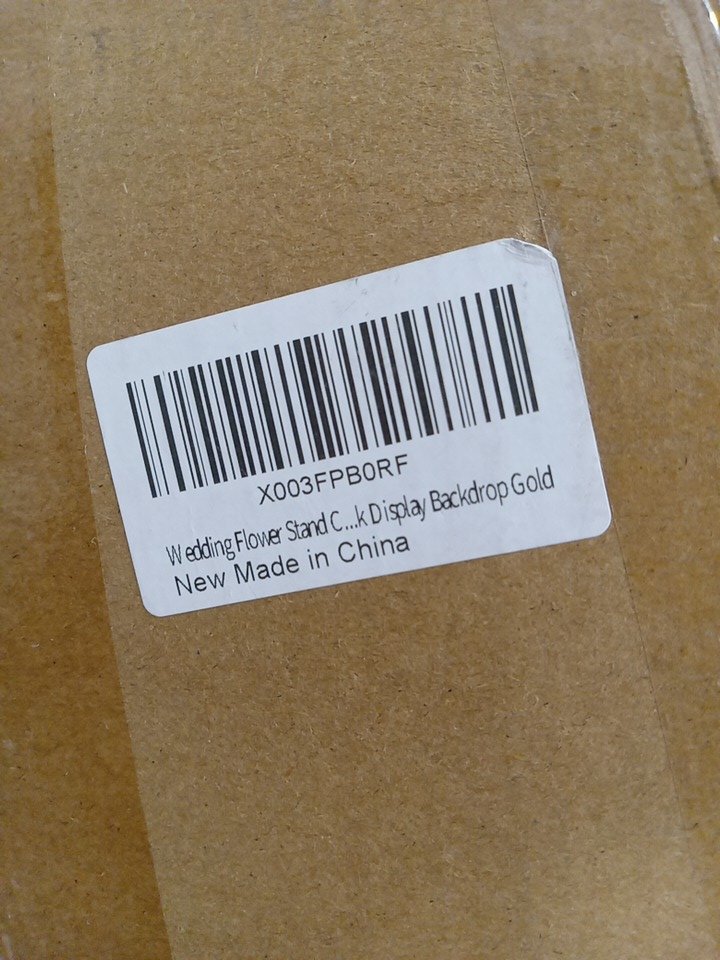 X003FPB0RF
Wedding Flower Stand C...k Display Backdrop Gold
New Made in China